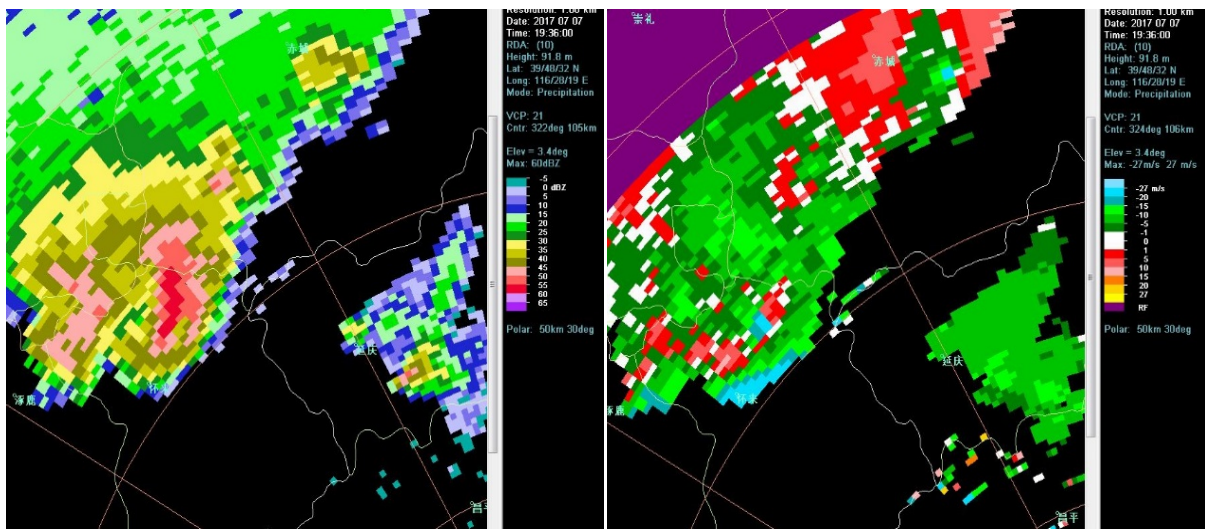 Resolution: 1.00 km
Date: 2017 07 07
Time: 19:36:00
RDA: (10)
Height: 91.8 m
Lat: 39/48/32 N
Long: 116/28/19 E
Mode: Precipitation
VCP: 21
Cntr: 322deg 105km
Elev = 3.4deg
Max: 60dBZ
-5
0 dBZ
5
10
15
20
25
30
35
40
45
50
55
60
65
Polar: 50km 30deg
赤城
延庆
怀来
涿鹿
昌平
Resolution: 1.00 km
Date: 2017 07 07
Time: 19:36:00
RDA: (10)
Height: 91.8 m
Lat: 39/48/32 N
Long: 116/28/19 E
Mode: Precipitation
VCP: 21
Cntr: 324deg 106km
Elev = 3.4deg
Max: -27m/s 27 m/s
-27 m/s
-20
-15
-10
-5
-1
1
5
10
15
20
27
RF
Polar: 50km 30deg
崇礼
赤城
延庆
怀来
涿鹿
昌平